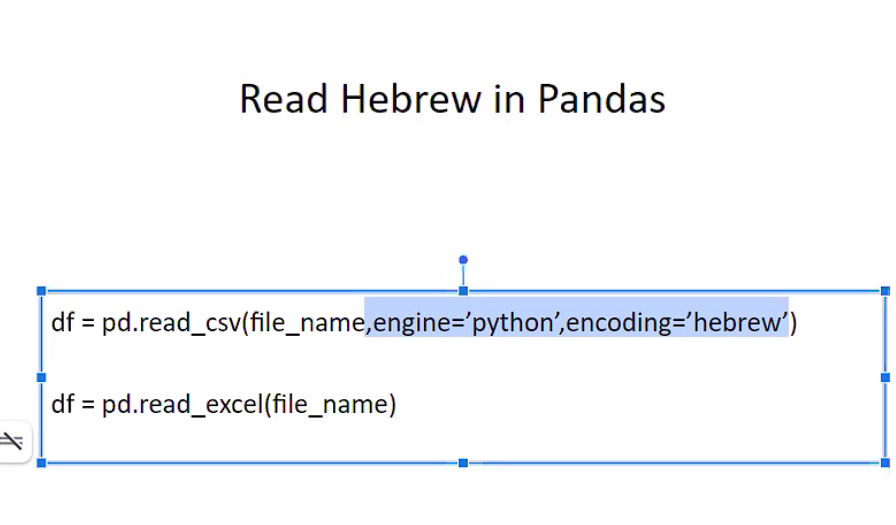 Read Hebrew in Pandas
df = pd.read_csv(file_name,engine=’python’,encoding=’hebrew’)
df = pd.read_excel(file_name)